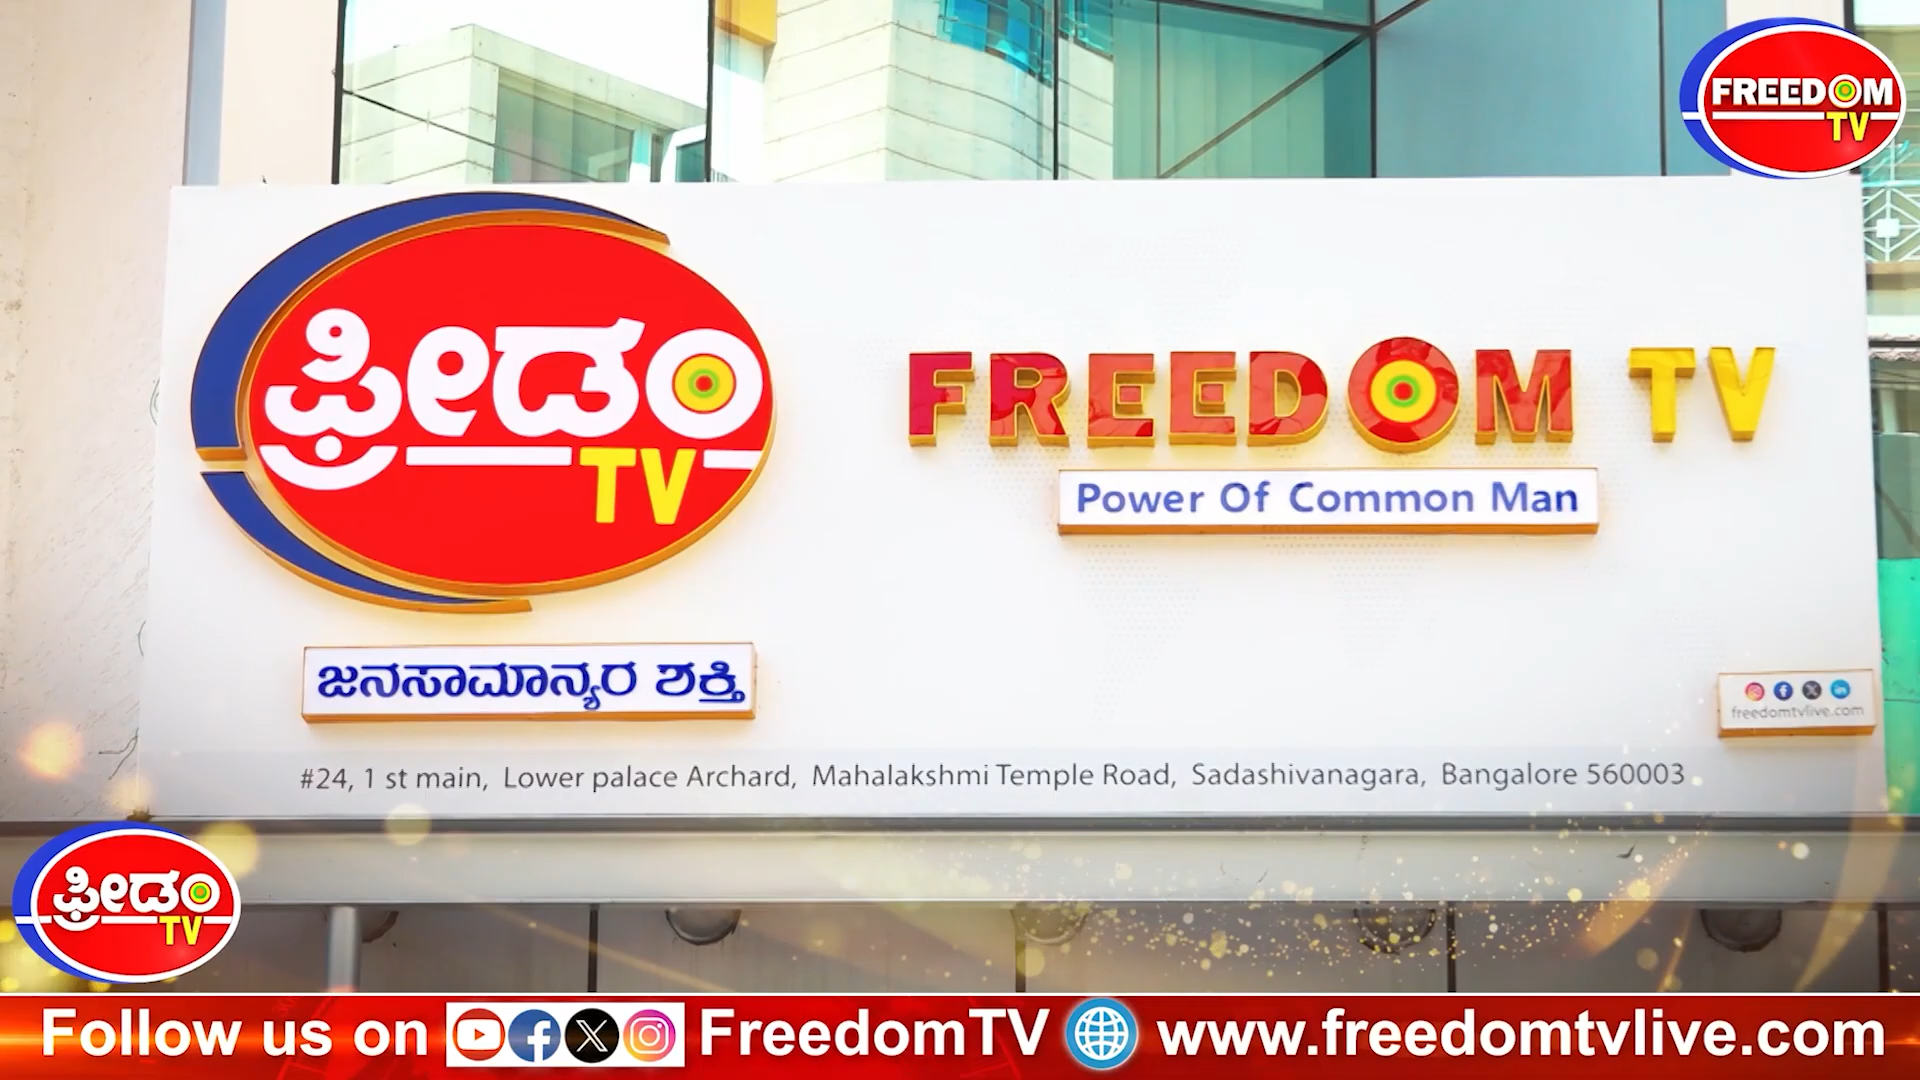 FREEDOM
TV
ಫ್ರೀಡಂ
TV
FREEDOM TV
Power Of Common Man
ಜನಸಾಮಾನ್ಯರ ಶಕ್ತಿ
freedomtvlive.com
#24, 1 st main, Lower palace Archard, Mahalakshmi Temple Road, Sadashivanagara, Bangalore 560003
ಫ್ರೀಡಂ
TV
Follow us on FreedomTV www.freedomtvlive.com